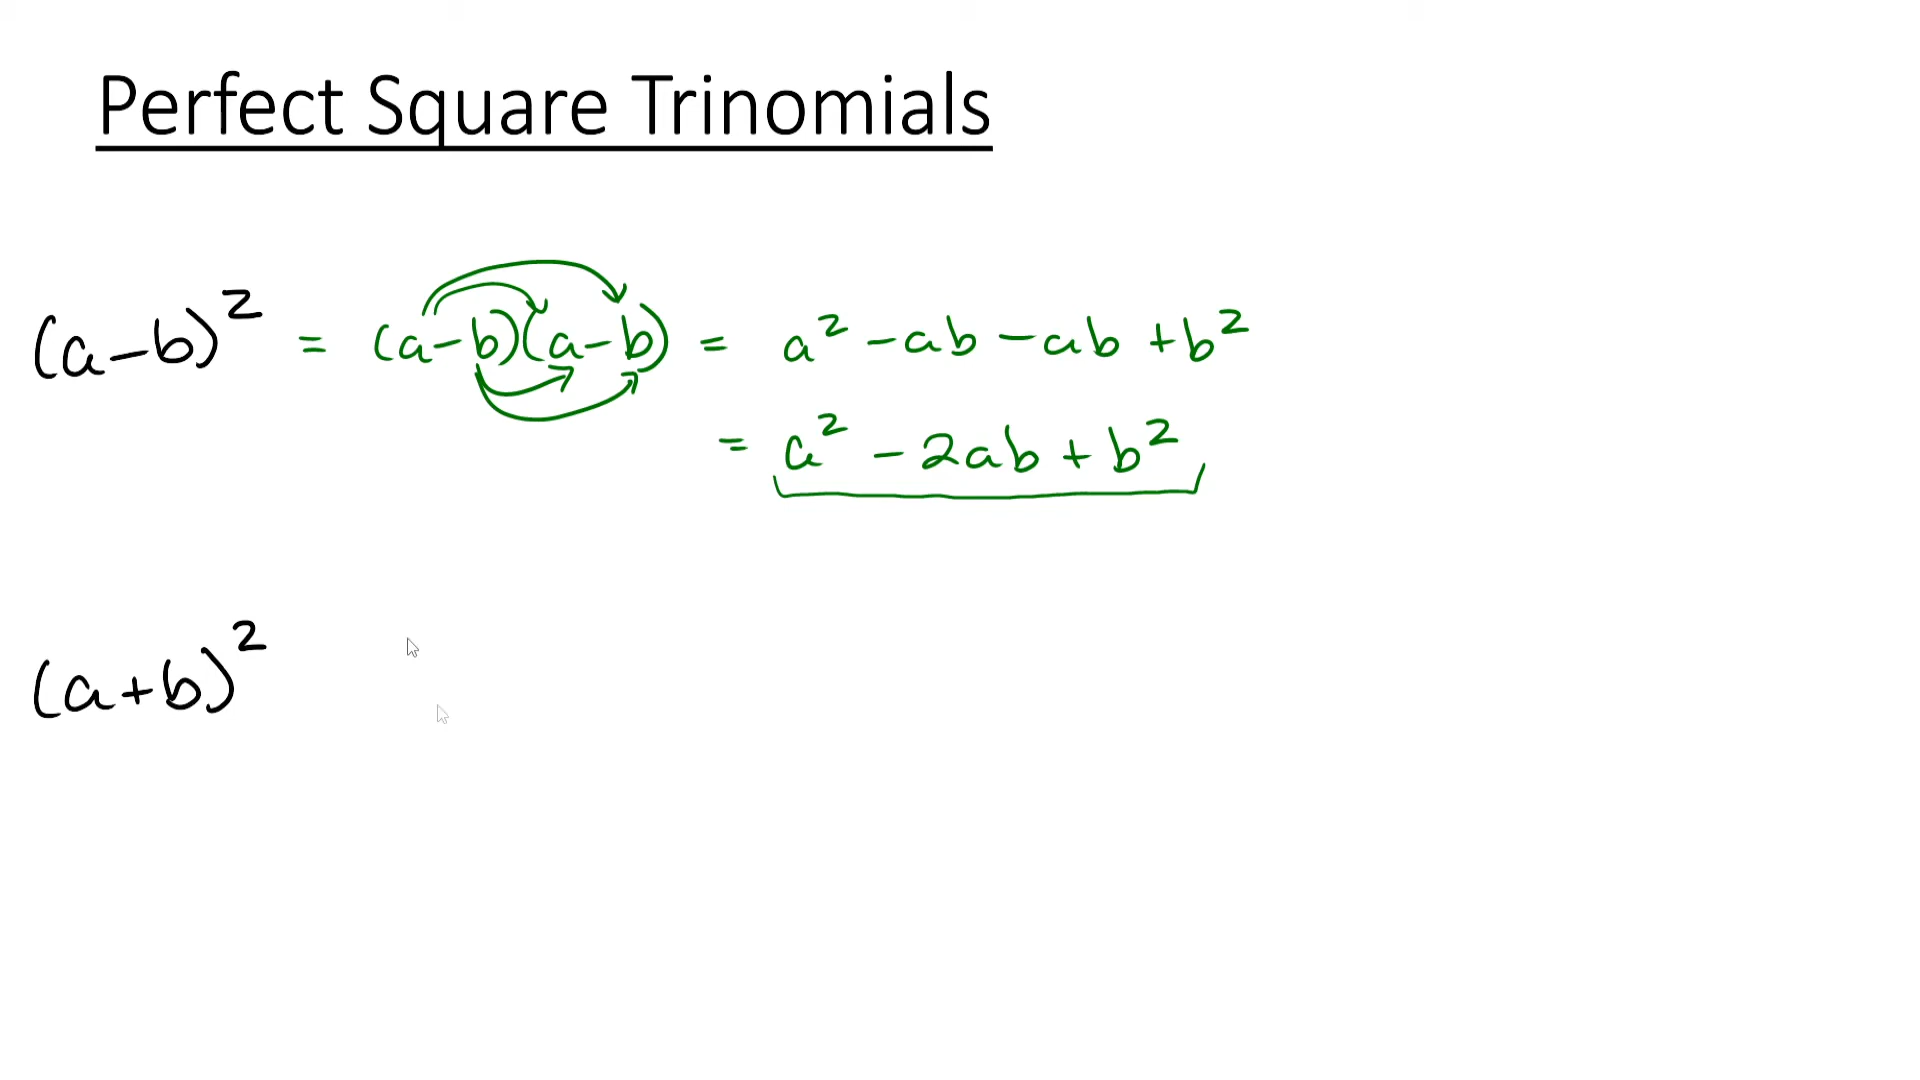 Perfect Square Trinomials
(a-b)² = (a-b)(a-b) = a² - ab - ab + b²
= a² - 2ab + b²
(a+b)²